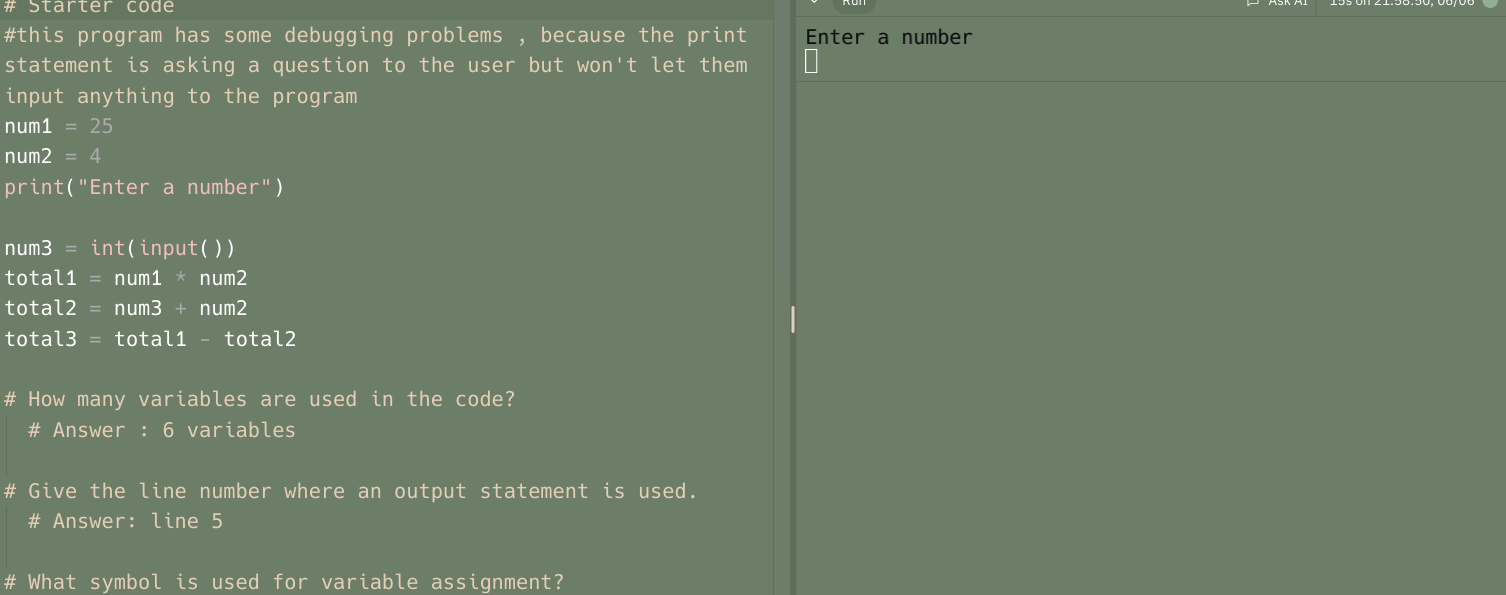 # Starter code
#this program has some debugging problems , because the print
statement is asking a question to the user but won't let them
input anything to the program
num1 = 25
num2 = 4
print("Enter a number")
num3 = int(input())
total1 = num1 * num2
total2 = num3 + num2
total3 = total1 - total2
# How many variables are used in the code?
# Answer : 6 variables
# Give the line number where an output statement is used.
# Answer: line 5
# What symbol is used for variable assignment?
Run
Ask AI
15s on 21:58:50, 06/06
Enter a number